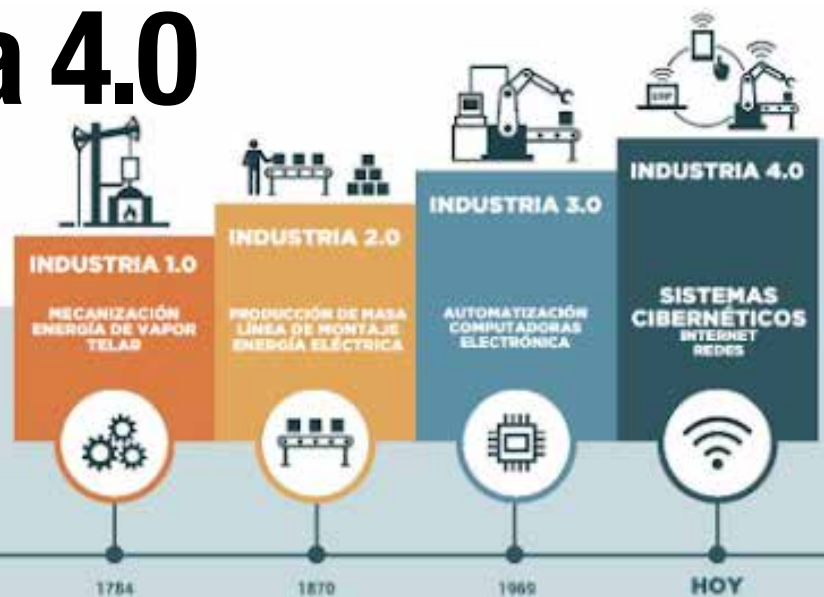 a 4.0
INDUSTRIA 1.0
MECANIZACIÓN
ENERGÍA DE VAPOR
TELAR
INDUSTRIA 2.0
PRODUCCIÓN DE MASA
LÍNEA DE MONTAJE
ENERGÍA ELÉCTRICA
INDUSTRIA 3.0
AUTOMATIZACIÓN
COMPUTADORAS
ELECTRÓNICA
ERP
INDUSTRIA 4.0
SISTEMAS
CIBERNÉTICOS
INTERNET
REDES
1784
1870
1969
HOY